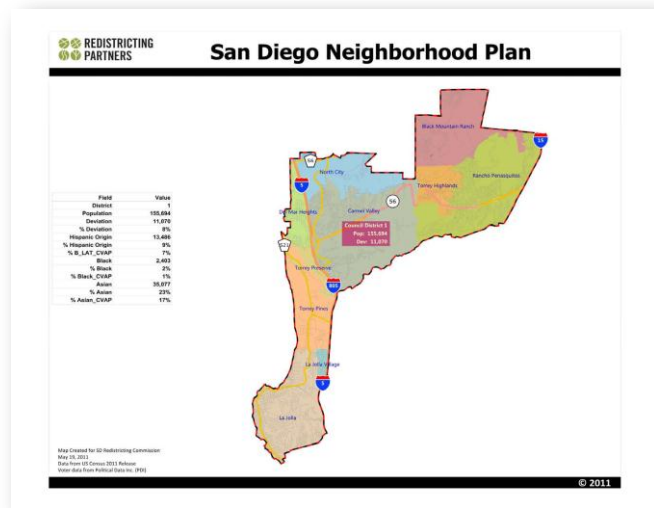 REDISTRICTING
PARTNERS
San Diego Neighborhood Plan
Black Mountain Ranch
15
56
North City
Rancho Penasquitos
5
Torrey Highlands
Field Value
District 1
Population 155,694
Deviation 11,070
% Deviation 8%
Hispanic Origin 13,486
% Hispanic Origin 9%
% B_LAT_CVAP 7%
Black 2,403
% Black 2%
% Black_CVAP 1%
Asian
% Asian 23%
% Asian_CVAP 17%
56
Del Mar Heights
Carmel Valley
Council District 1
Pop: 155,694
Dev: 11,070
S21
Torrey Preserve
805
Torrey Pines
La Jolla Village
5
La Jolla
Map Created for SD Redistricting Commission
May 19, 2011
Data from US Census 2011 Release
Voter data from Political Data Inc. (PDI)
© 2011